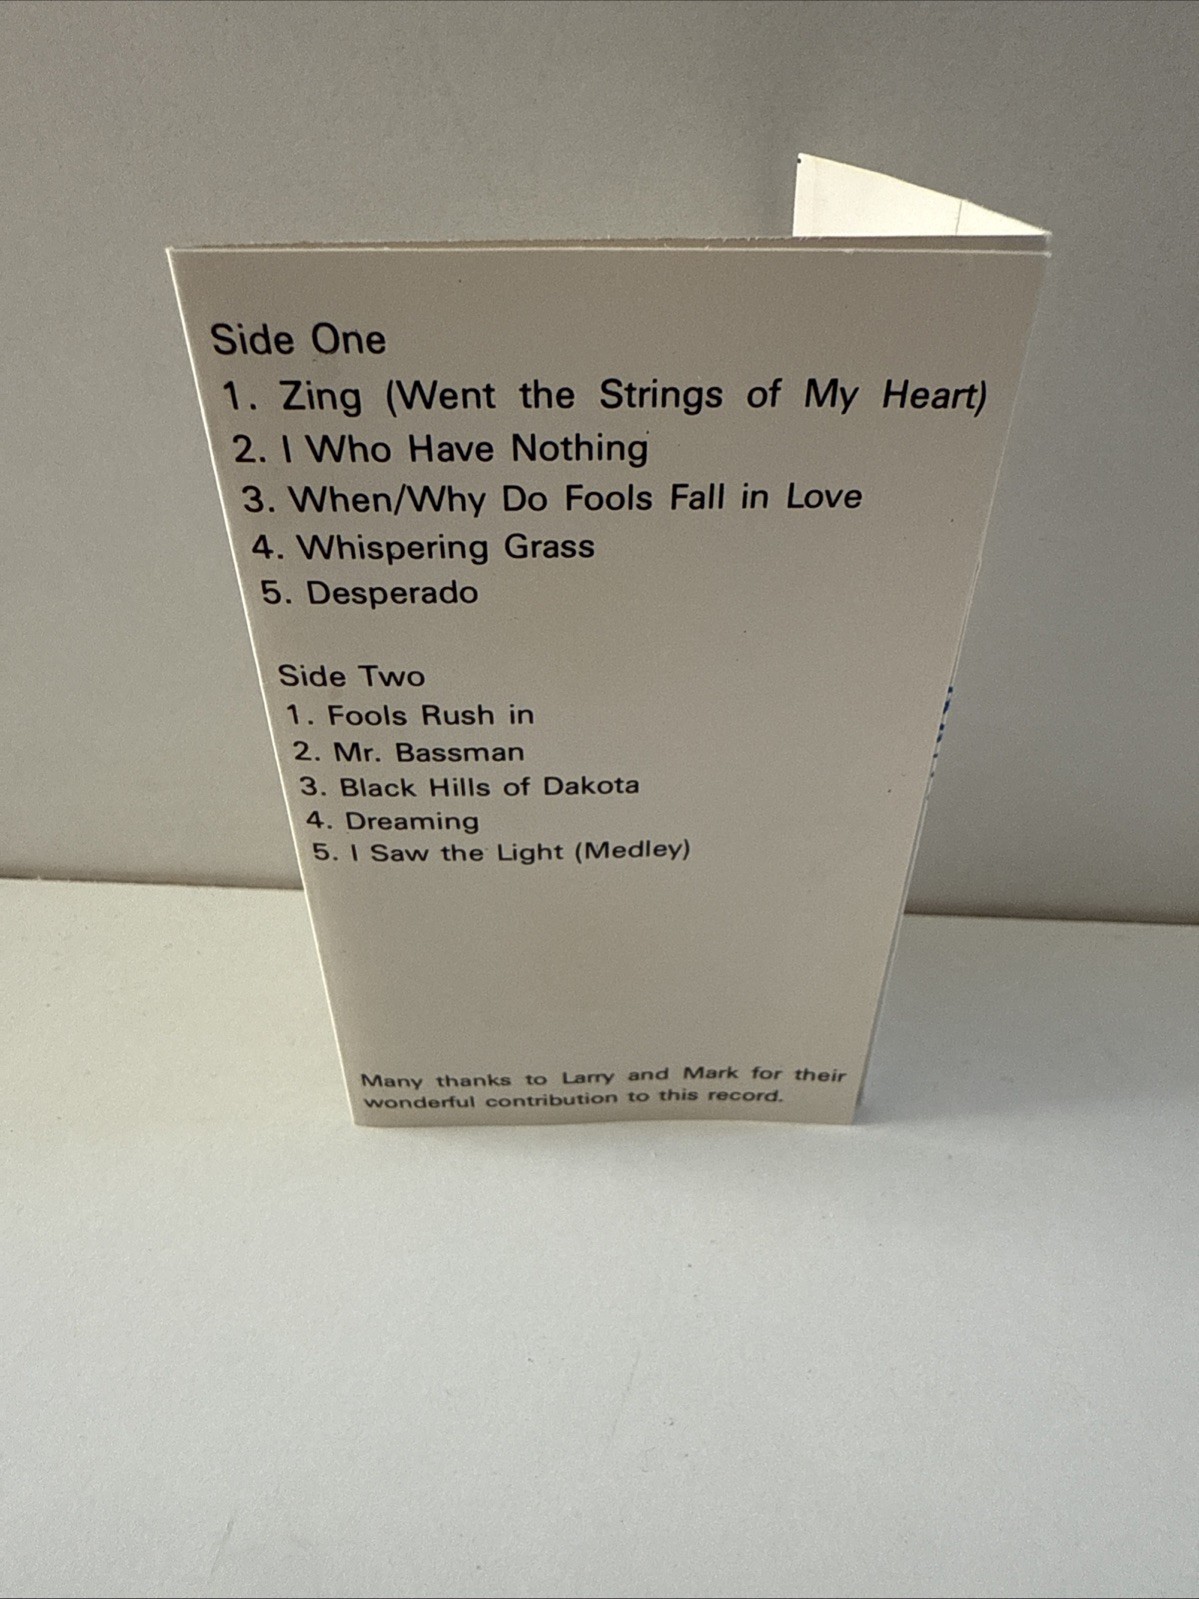 Side One
1. Zing (Went the Strings of My Heart)
2. I Who Have Nothing
3. When/Why Do Fools Fall in Love
4. Whispering Grass
5. Desperado
Side Two
1. Fools Rush in
2. Mr. Bassman
3. Black Hills of Dakota
4. Dreaming
5. I Saw the Light (Medley)
Many thanks to Larry and Mark for their
wonderful contribution to this record.